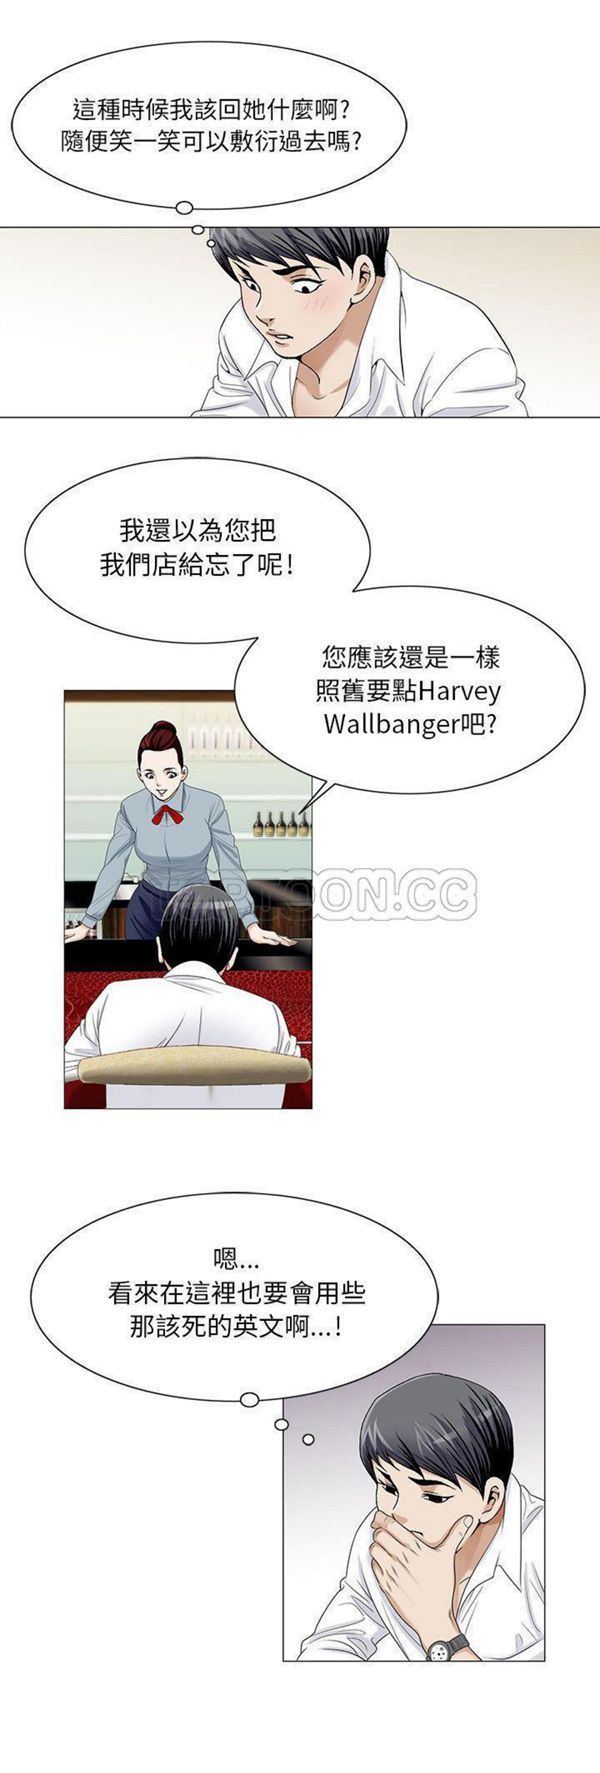 這種時候我該回她什麼啊?
隨便笑一笑可以敷衍過去嗎?
我還以為您把
我們店給忘了呢!
您應該還是一樣
照舊要點Harvey
Wallbanger吧?
嗯...
看來在這裡也要會用些
那該死的英文啊...!